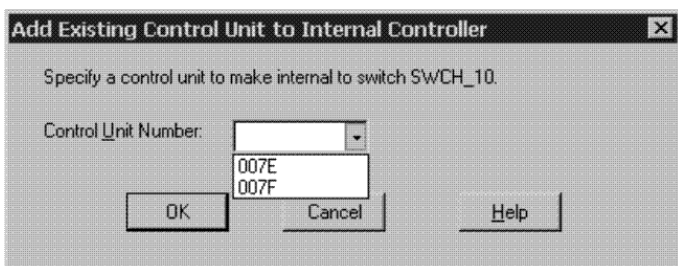 Add Existing Control Unit to Internal Controller
Specify a control unit to make internal to switch SWCH_10.
Control Unit Number:
007E
007F
OK Cancel Help